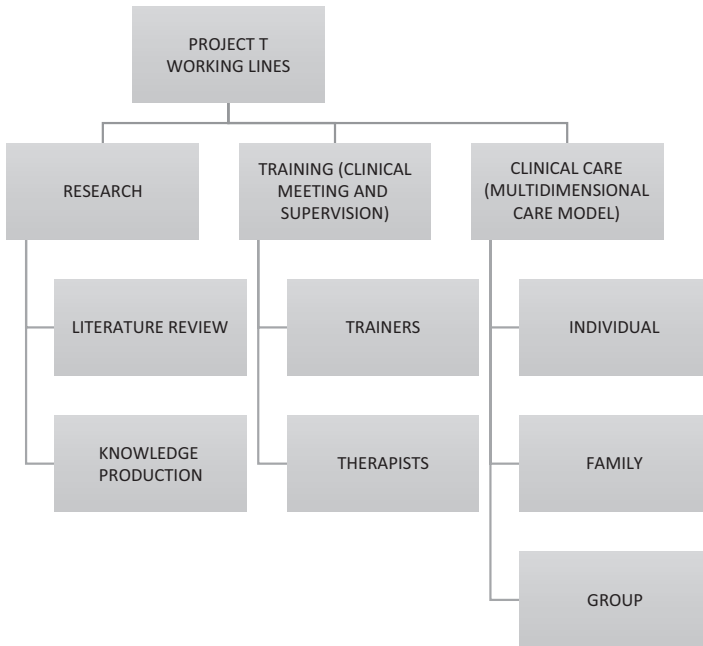 PROJECT T
WORKING LINES
RESEARCH
LITERATURE REVIEW
KNOWLEDGE
PRODUCTION
TRAINING (CLINICAL
MEETING AND
SUPERVISION)
TRAINERS
THERAPISTS
CLINICAL CARE
(MULTIDIMENSIONAL
CARE MODEL)
INDIVIDUAL
FAMILY
GROUP